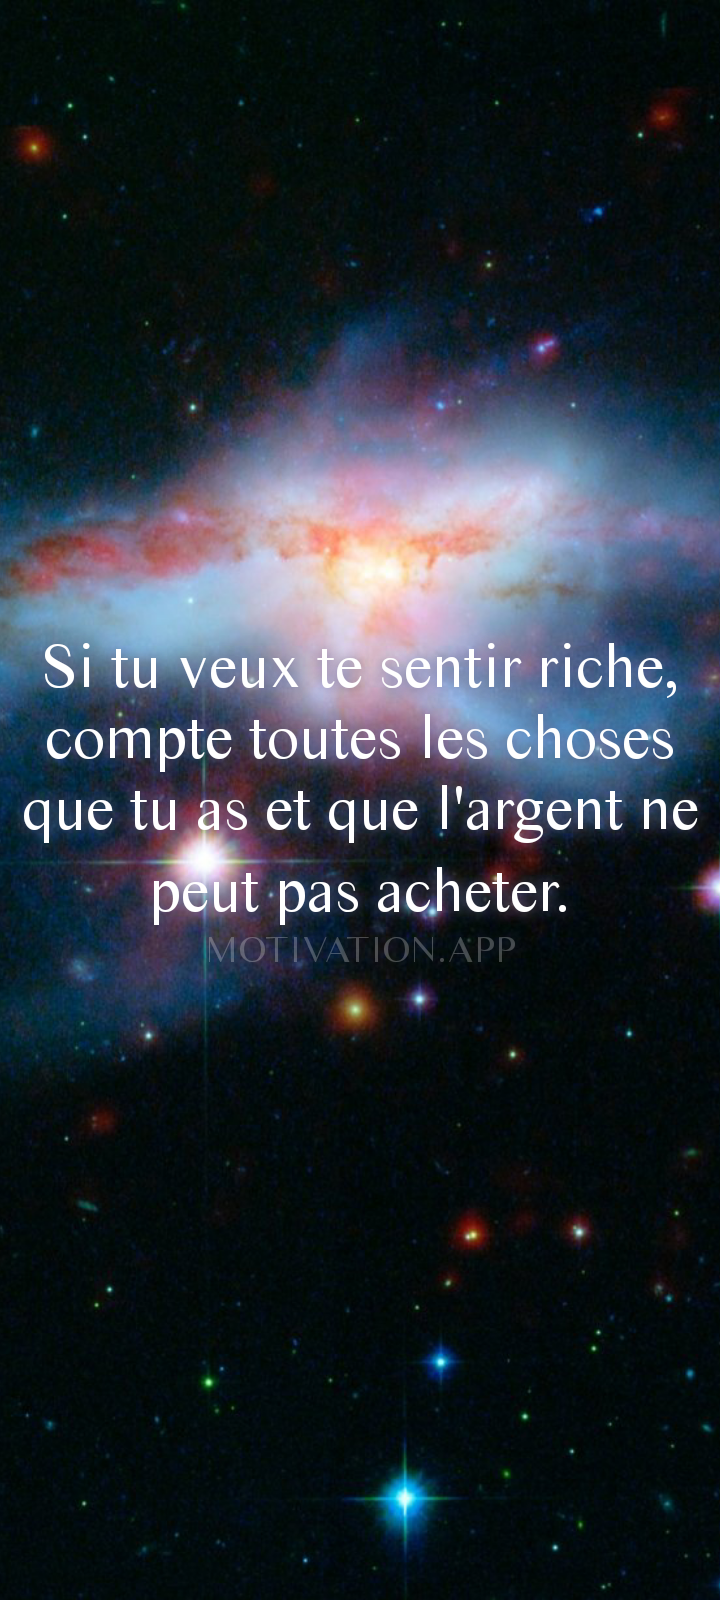 Si tu veux te sentir riche,
compte toutes les choses
que tu as et que l'argent ne
peut pas acheter.
MOTIVATION.APP